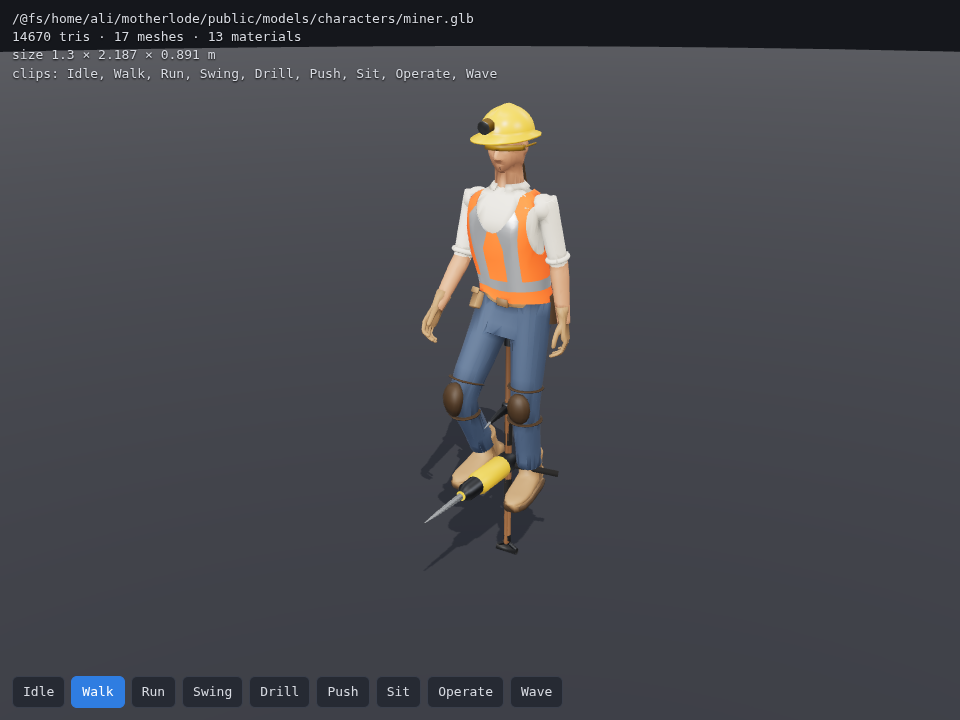 /@fs/home/ali/motherlode/public/models/characters/miner.glb
14670 tris · 17 meshes · 13 materials
size 1.3 × 2.187 × 0.891 m
clips: Idle, Walk, Run, Swing, Drill, Push, Sit, Operate, Wave
Idle Walk Run Swing Drill Push Sit Operate Wave